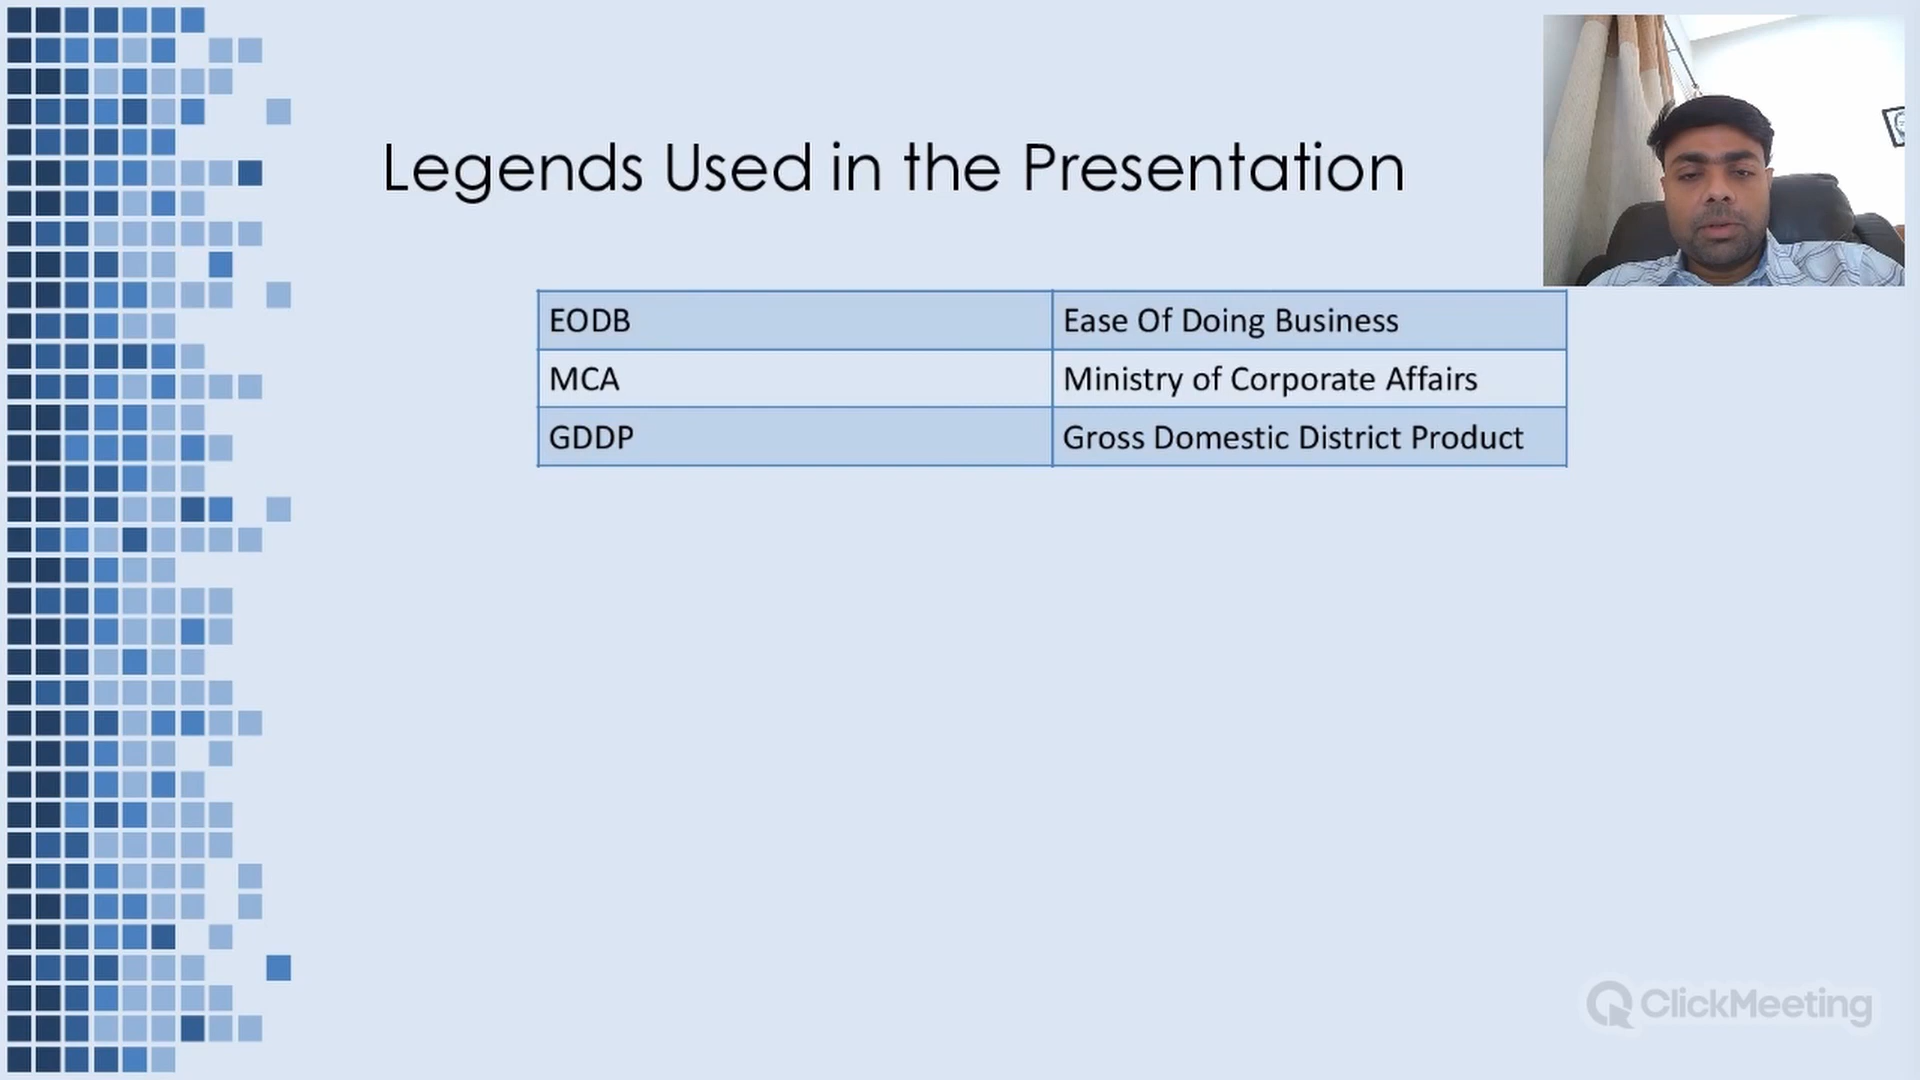 Legends Used in the Presentation
EODB Ease Of Doing Business
MCA Ministry of Corporate Affairs
GDDP Gross Domestic District Product
ClickMeeting